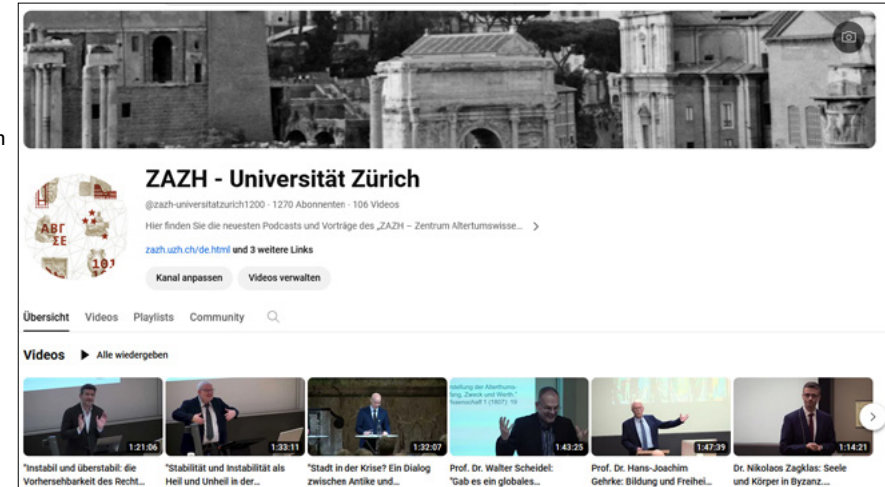 n
ZAZH - Universität Zürich
@zazh-universitatzurich1200 · 1270 Abonnenten · 106 Videos
Hier finden Sie die neuesten Podcasts und Vorträge des „ZAZH – Zentrum Altertumswisse...
zazh.uzh.ch/de.html und 3 weitere Links
ΑΒΓ
ΣΕ
101
Kanal anpassen Videos verwalten
Übersicht Videos Playlists Community
Videos Alle wiedergeben
1:21:06 1:33:11 1:32:07 1:43:25 1:47:39 1:14:21
"Instabil und überstabil: die "Stabilität und Instabilität als "Stadt in der Krise? Ein Dialog Prof. Dr. Walter Scheidel: Prof. Dr. Hans-Joachim Dr. Nikolaos Zagklas: Seele
Vorhersehbarkeit des Recht... Heil und Unheil in der... zwischen Antike und... "Gab es ein globales... Gehrke: Bildung und Freihei... und Körper in Byzanz....